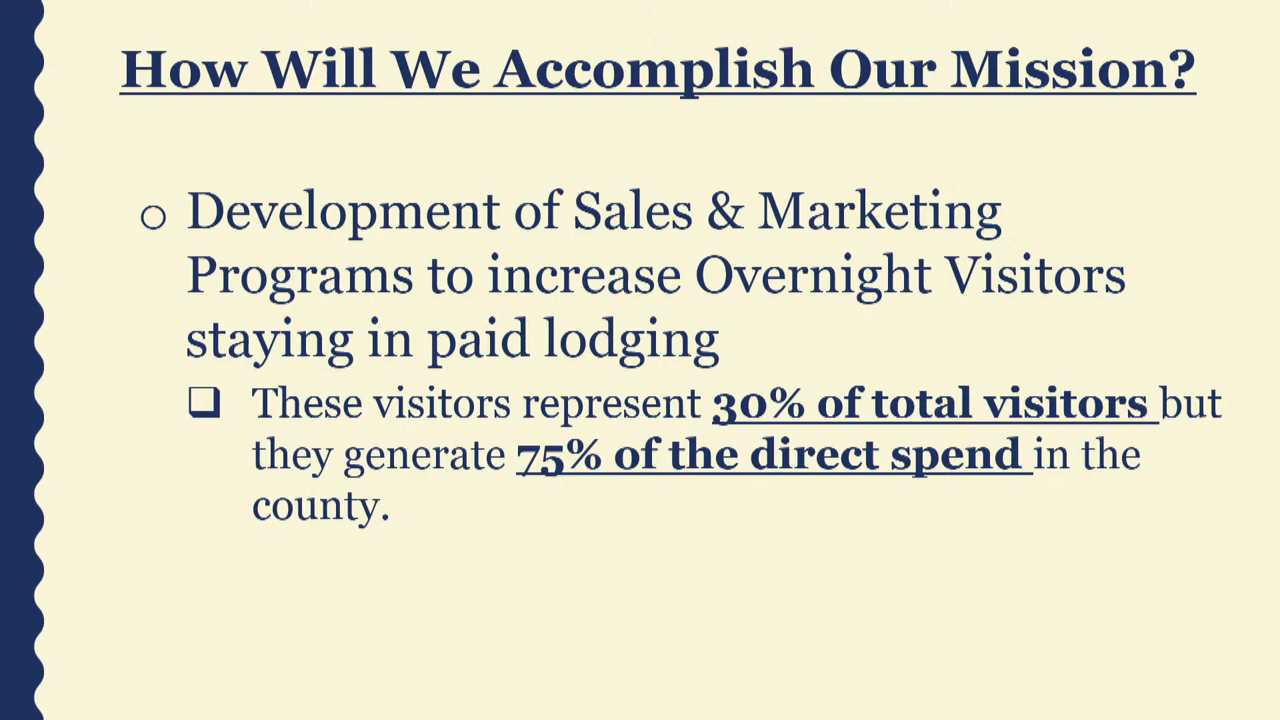 How Will We Accomplish Our Mission?
Development of Sales & Marketing
Programs to increase Overnight Visitors
staying in paid lodging
These visitors represent 30% of total visitors but
they generate 75% of the direct spend in the
county.